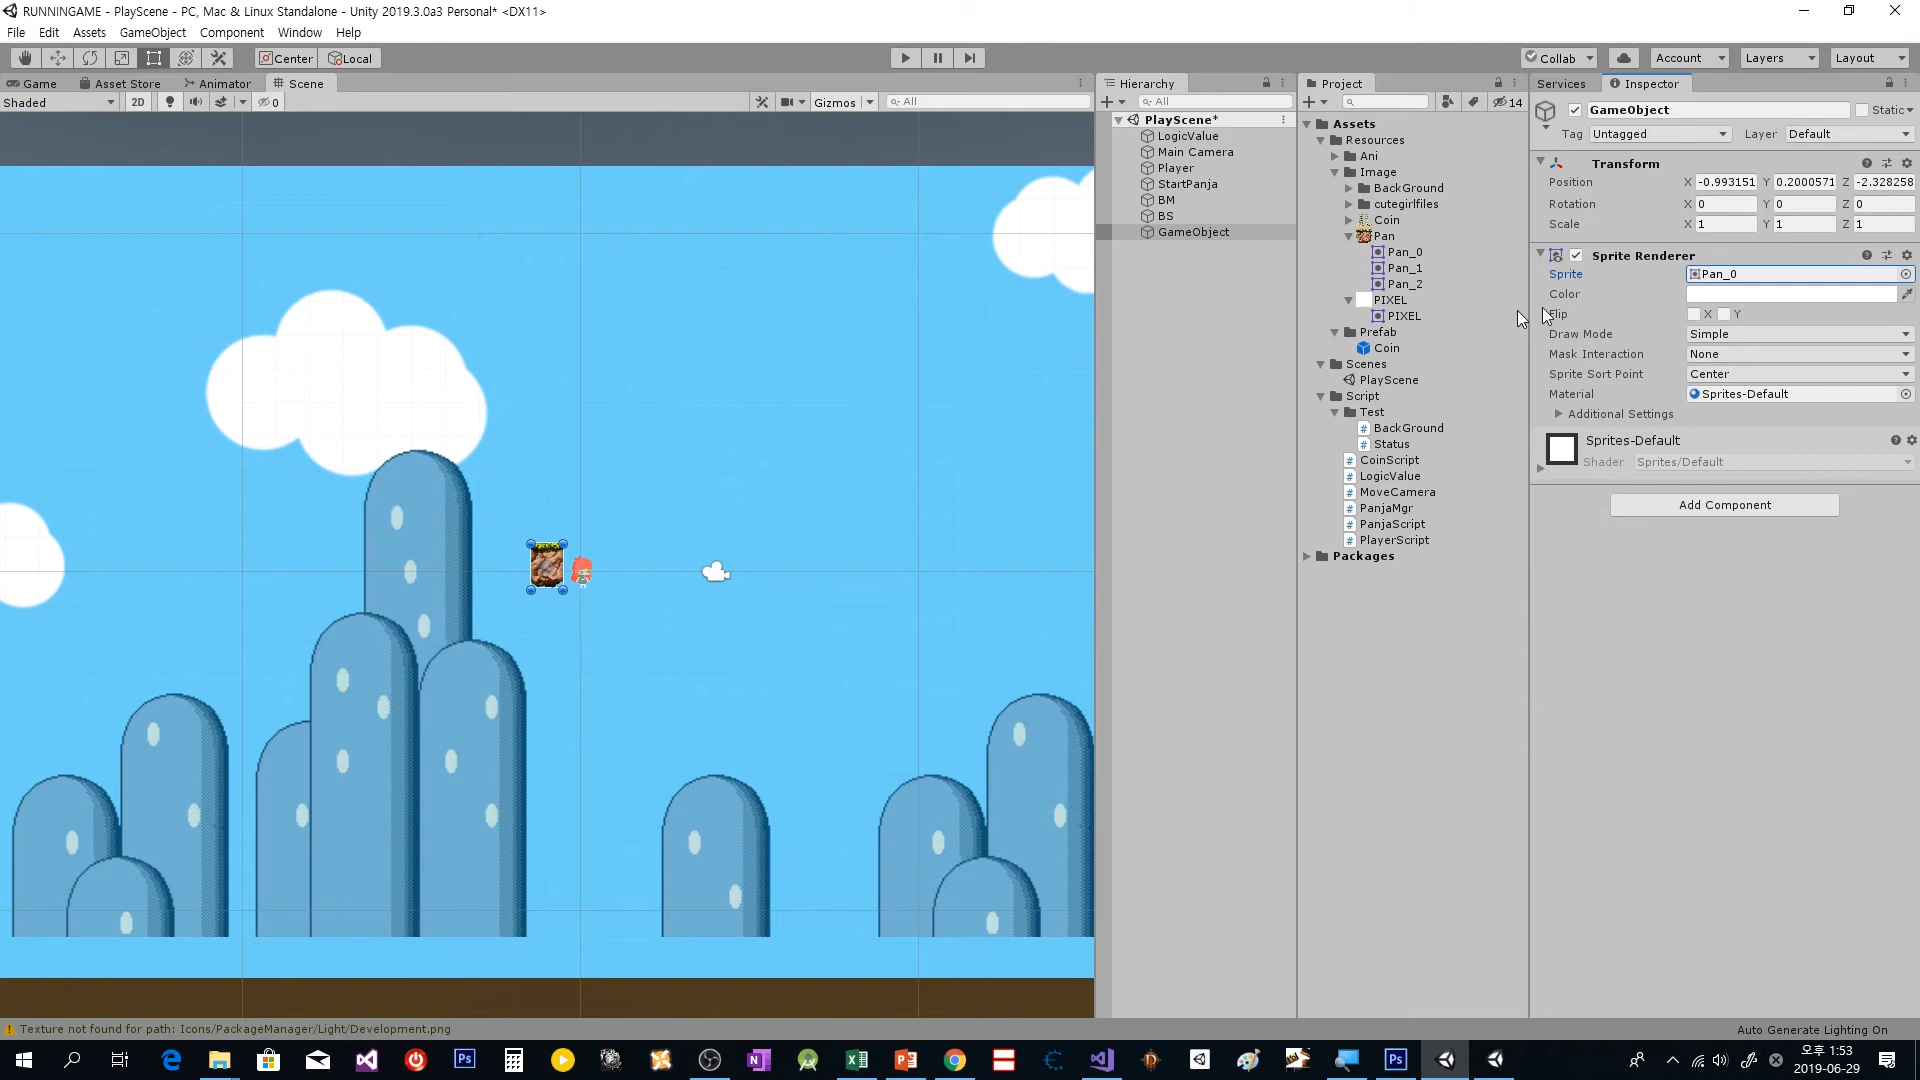 RUNNINGAME - PlayScene - PC, Mac & Linux Standalone - Unity 2019.3.0a3 Personal* <DX11>
File Edit Assets GameObject Component Window Help
Center Local Collab Account Layers Layout
Game Asset Store Animator Scene Hierarchy Project Services Inspector
Shaded 2D 0 Gizmos All All 14
GameObject Static
Tag Untagged Layer Default
PlayScene*
LogicValue
Main Camera
Player
StartPanja
BM
BS
GameObject
Assets
Resources
Ani
Image
BackGround
cutegirlfiles
Coin
Pan
Pan_0
Pan_1
Pan_2
PIXEL
PIXEL
Prefab
Coin
Scenes
PlayScene
Script
Test
BackGround
Status
CoinScript
LogicValue
MoveCamera
PanjaMgr
PanjaScript
PlayerScript
Packages
Transform
Position X -0.993151 Y 0.2000571 Z -2.328258
Rotation X 0 Y 0 Z 0
Scale X 1 Y 1 Z 1
Sprite Renderer
Sprite Pan_0
Color
Flip X Y
Draw Mode Simple
Mask Interaction None
Sprite Sort Point Center
Material Sprites-Default
Additional Settings
Sprites-Default
Shader Sprites/Default
Add Component
Texture not found for path: Icons/PackageManager/Light/Development.png
Auto Generate Lighting On
오후 1:53
2019-06-29